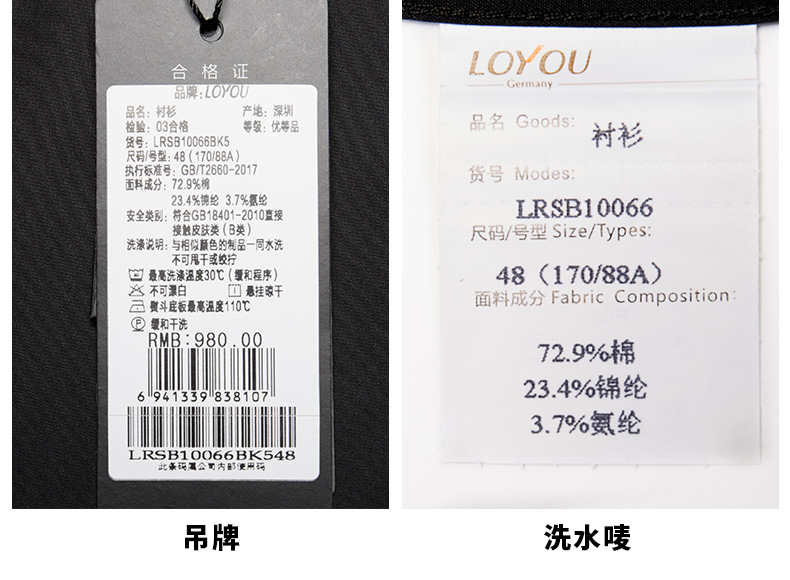 合格证
品牌:LOYOU
品名: 衬衫 产地: 深圳
检验: 03合格 等级: 优等品
货号: LRSB10066BK5
尺码/号型: 48 (170/88A)
执行标准号: GB/T2660-2017
面料成分: 72.9%棉
23.4%锦纶 3.7%氨纶
安全类别: 符合GB18401-2010直接
接触皮肤类 (B类)
洗涤说明: 与相似颜色的制品一同水洗
不可甩干或绞拧
最高洗涤温度30℃ (缓和程序)
不可漂白 悬挂晾干
熨斗底板最高温度110℃
缓和干洗
RMB:980.00
6 941339 838107
LRSB10066BK548
此条码属公司内部使用码
吊牌
LOYOU
Germany
品名 Goods:
衬衫
货号 Modes:
LRSB10066
尺码/号型 Size/Types:
48（170/88A）
面料成分 Fabric Composition:
72.9%棉
23.4%锦纶
3.7%氨纶
洗水唛